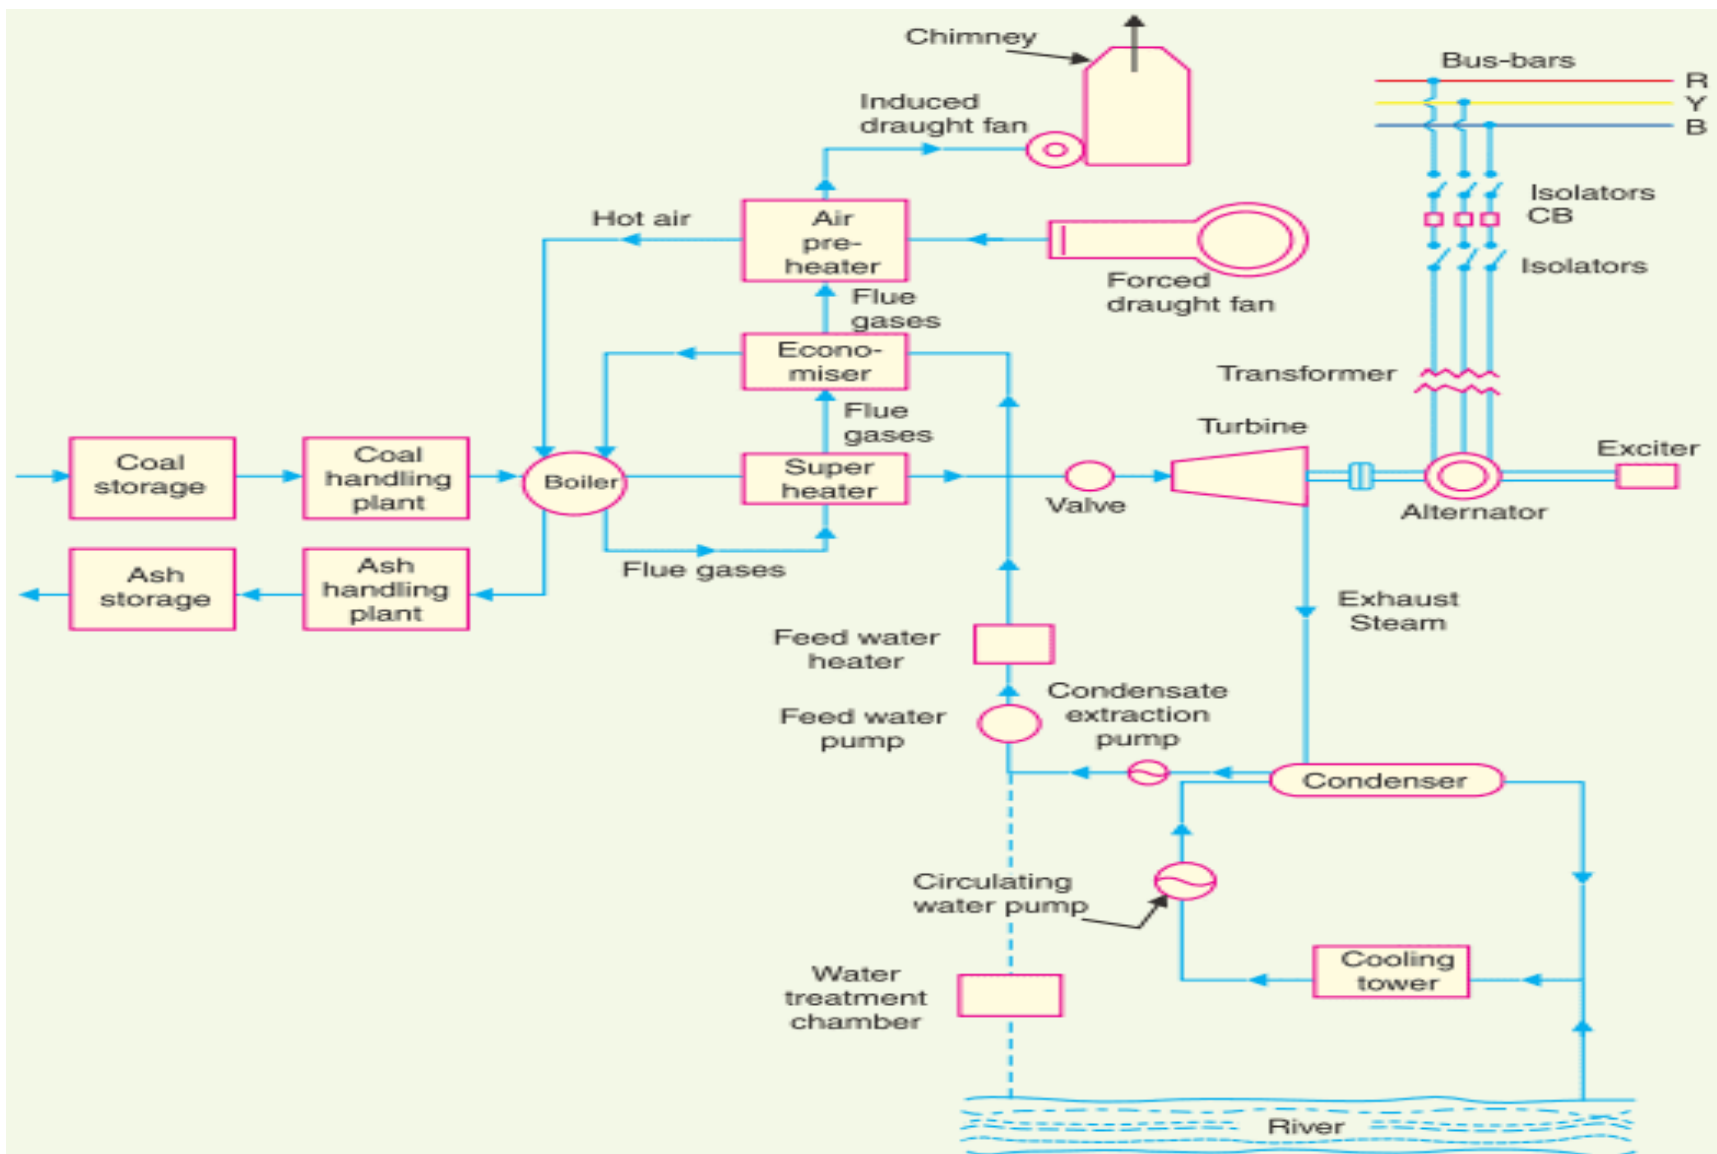 Chimney
Bus-bars
R
Y
B
Induced
draught fan
Isolators
CB
Isolators
Hot air
Air
pre-
heater
Forced
draught fan
Flue
gases
Econo-
miser
Transformer
Flue
gases
Turbine
Exciter
Coal
storage
Coal
handling
plant
Boiler
Super
heater
Valve
Alternator
Flue gases
Ash
storage
Ash
handling
plant
Exhaust
Steam
Feed water
heater
Condensate
extraction
pump
Feed water
pump
Condenser
Circulating
water pump
Cooling
tower
Water
treatment
chamber
River